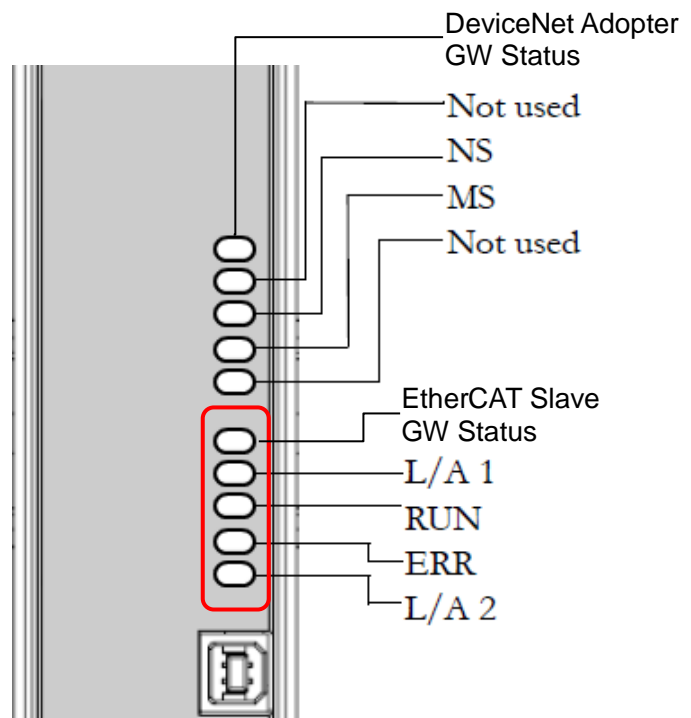 DeviceNet Adopter
GW Status
Not used
NS
MS
Not used
EtherCAT Slave
GW Status
L/A 1
RUN
ERR
L/A 2